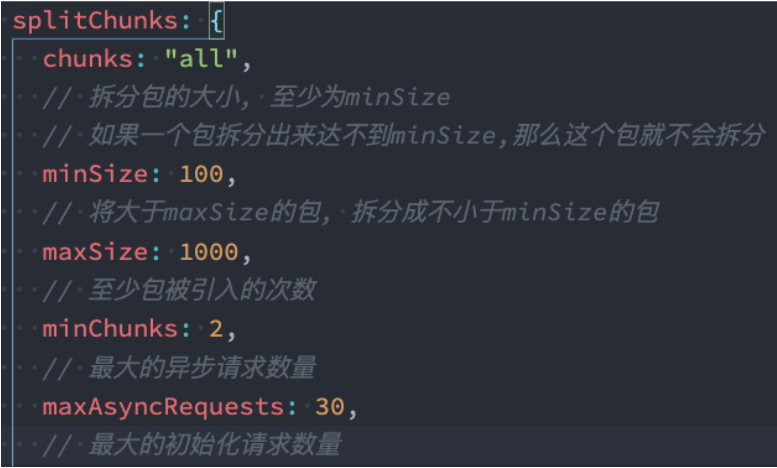 splitChunks: {
chunks: "all",
// 拆分包的大小, 至少为minSize
// 如果一个包拆分出来达不到minSize,那么这个包就不会拆分
minSize: 100,
// 将大于maxSize的包, 拆分成不小于minSize的包
maxSize: 1000,
// 至少包被引入的次数
minChunks: 2,
// 最大的异步请求数量
maxAsyncRequests: 30,
// 最大的初始化请求数量